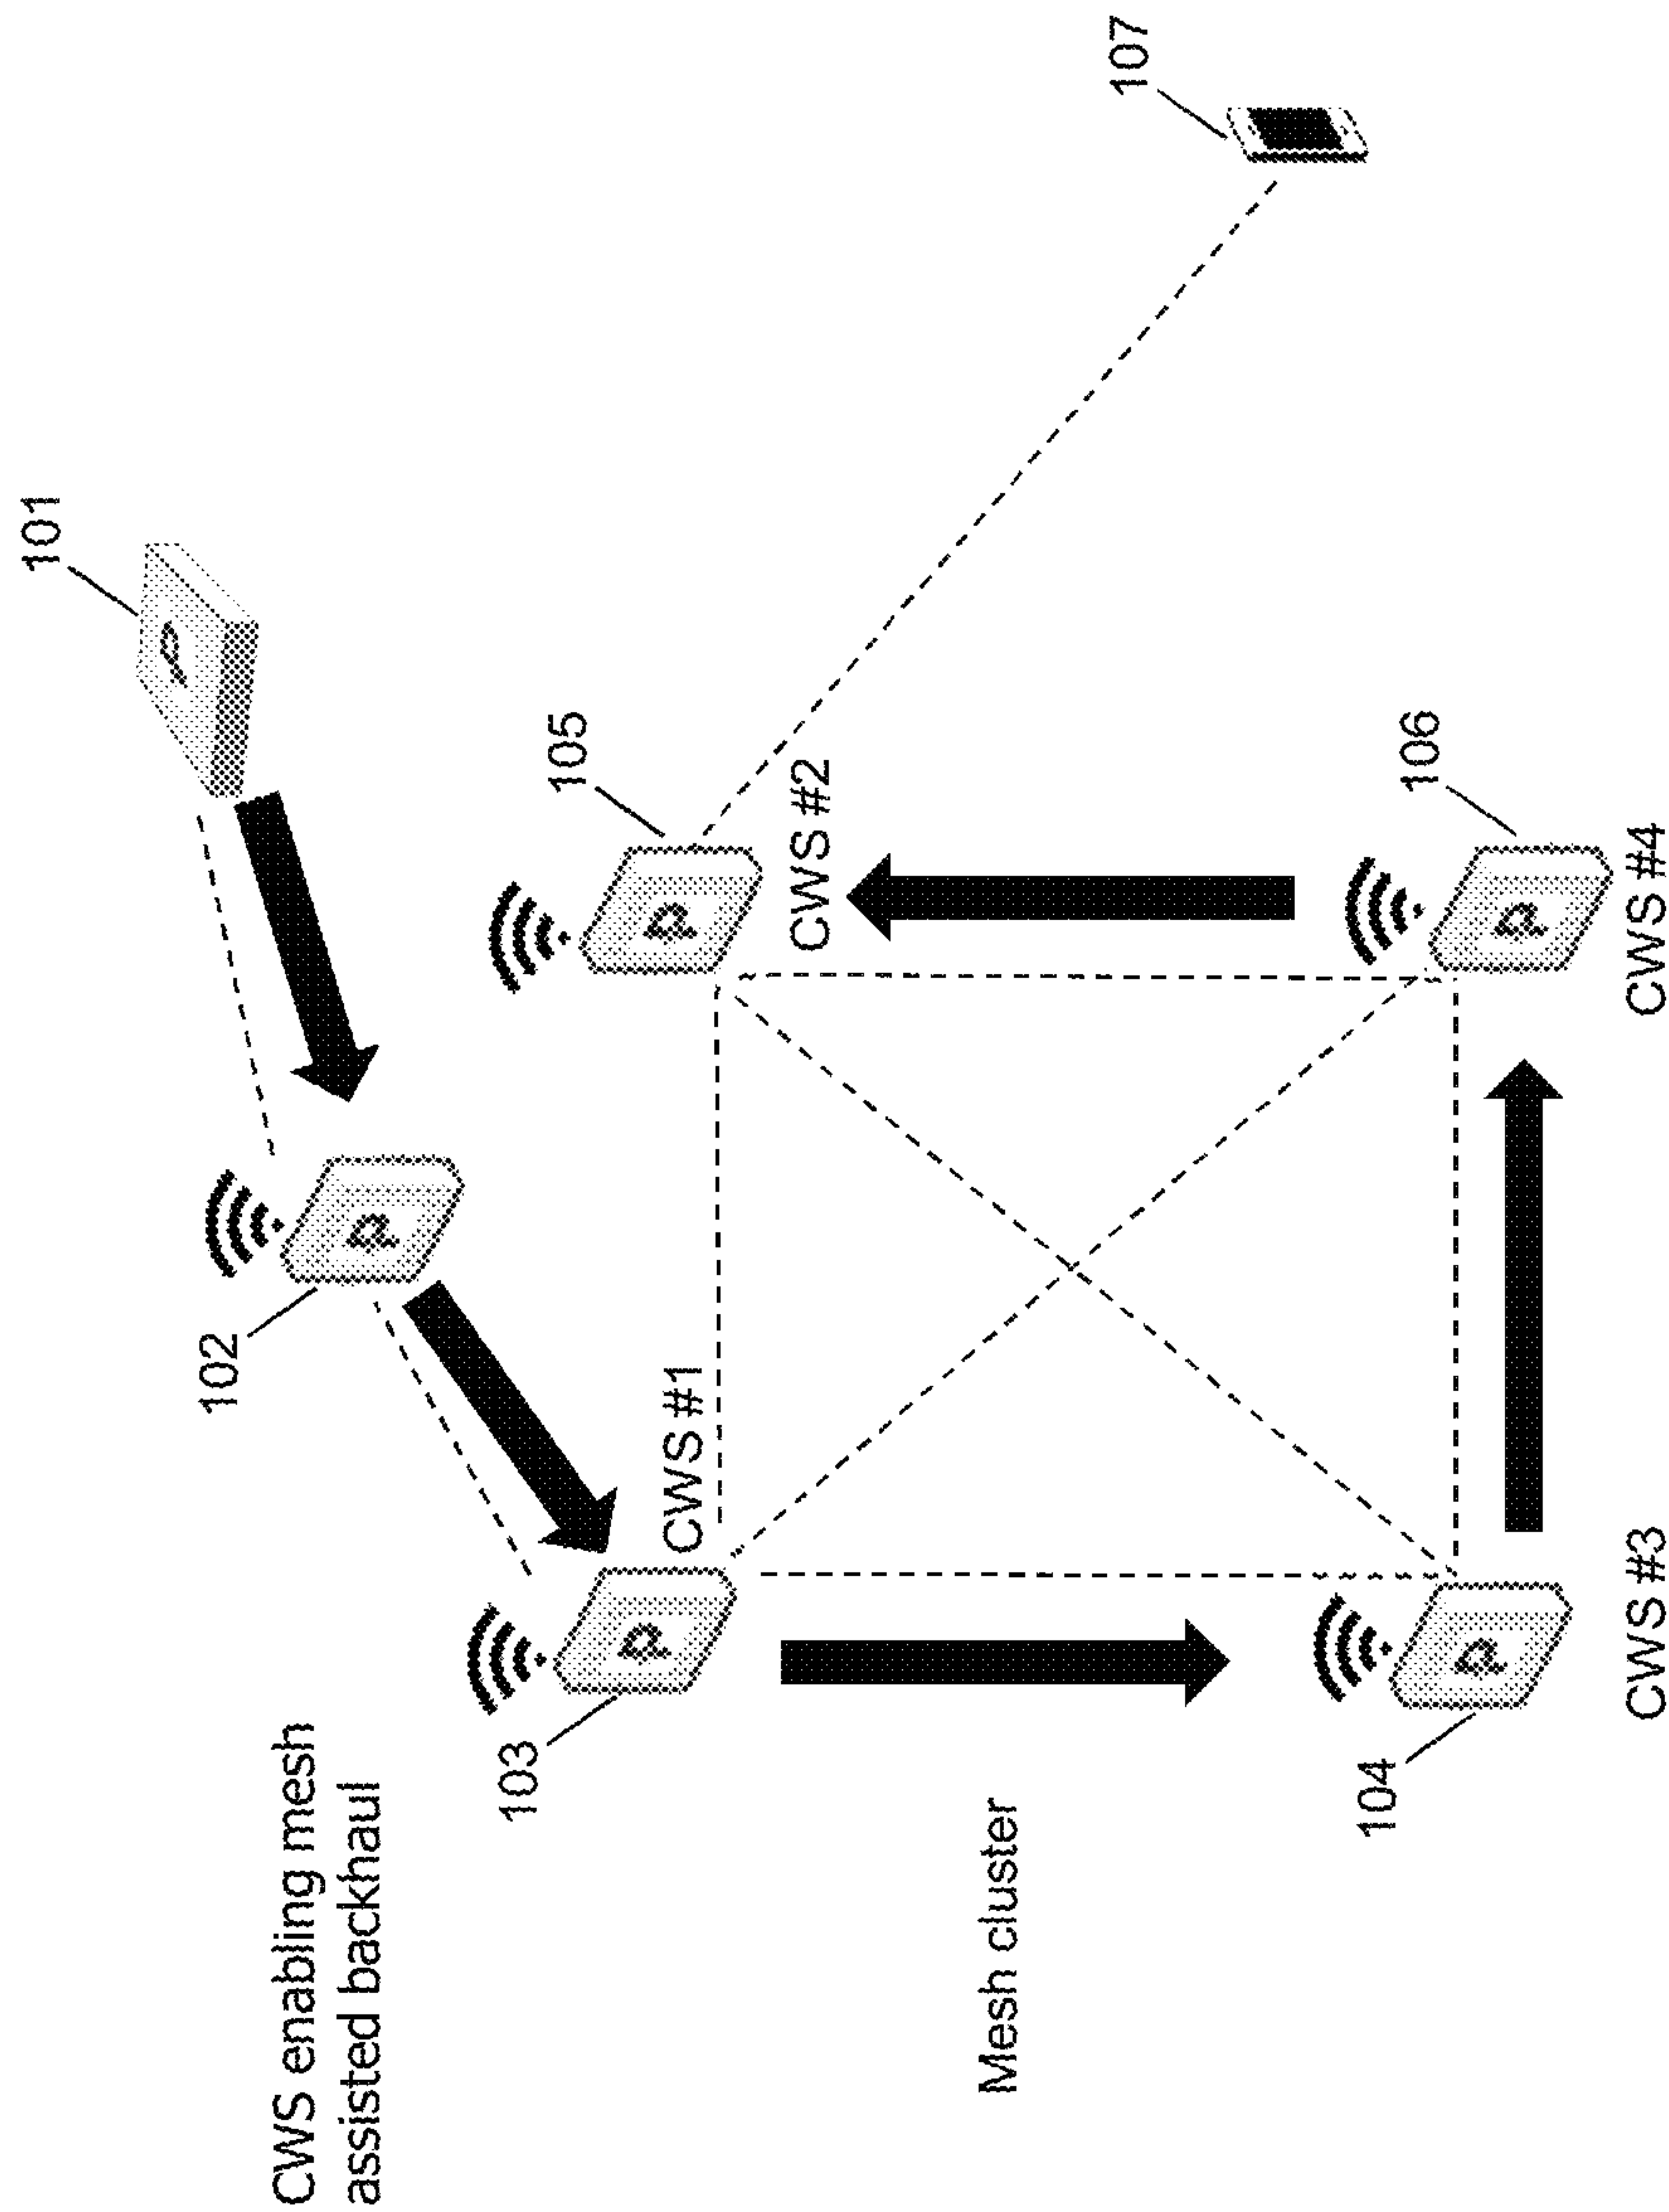 CWS enabling mesh
assisted backhaul
101
102
103
CWS #1
105
CWS #2
107
Mesh cluster
104
CWS #3
106
CWS #4